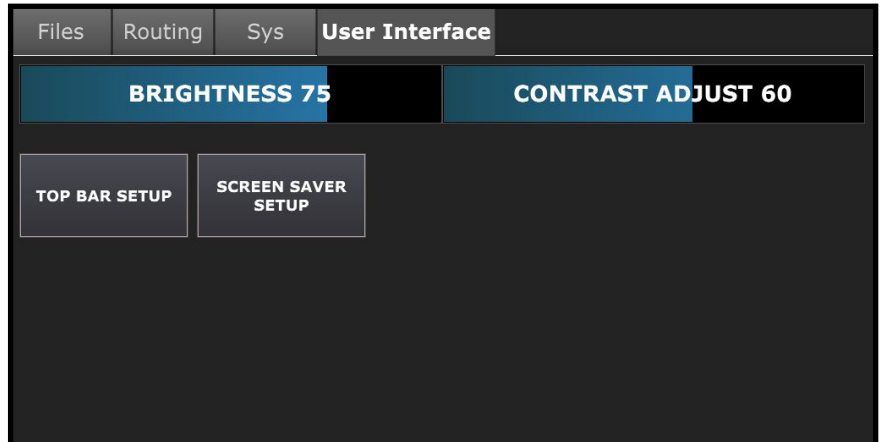 Files Routing Sys User Interface
BRIGHTNESS 75 CONTRAST ADJUST 60
TOP BAR SETUP
SCREEN SAVER
SETUP